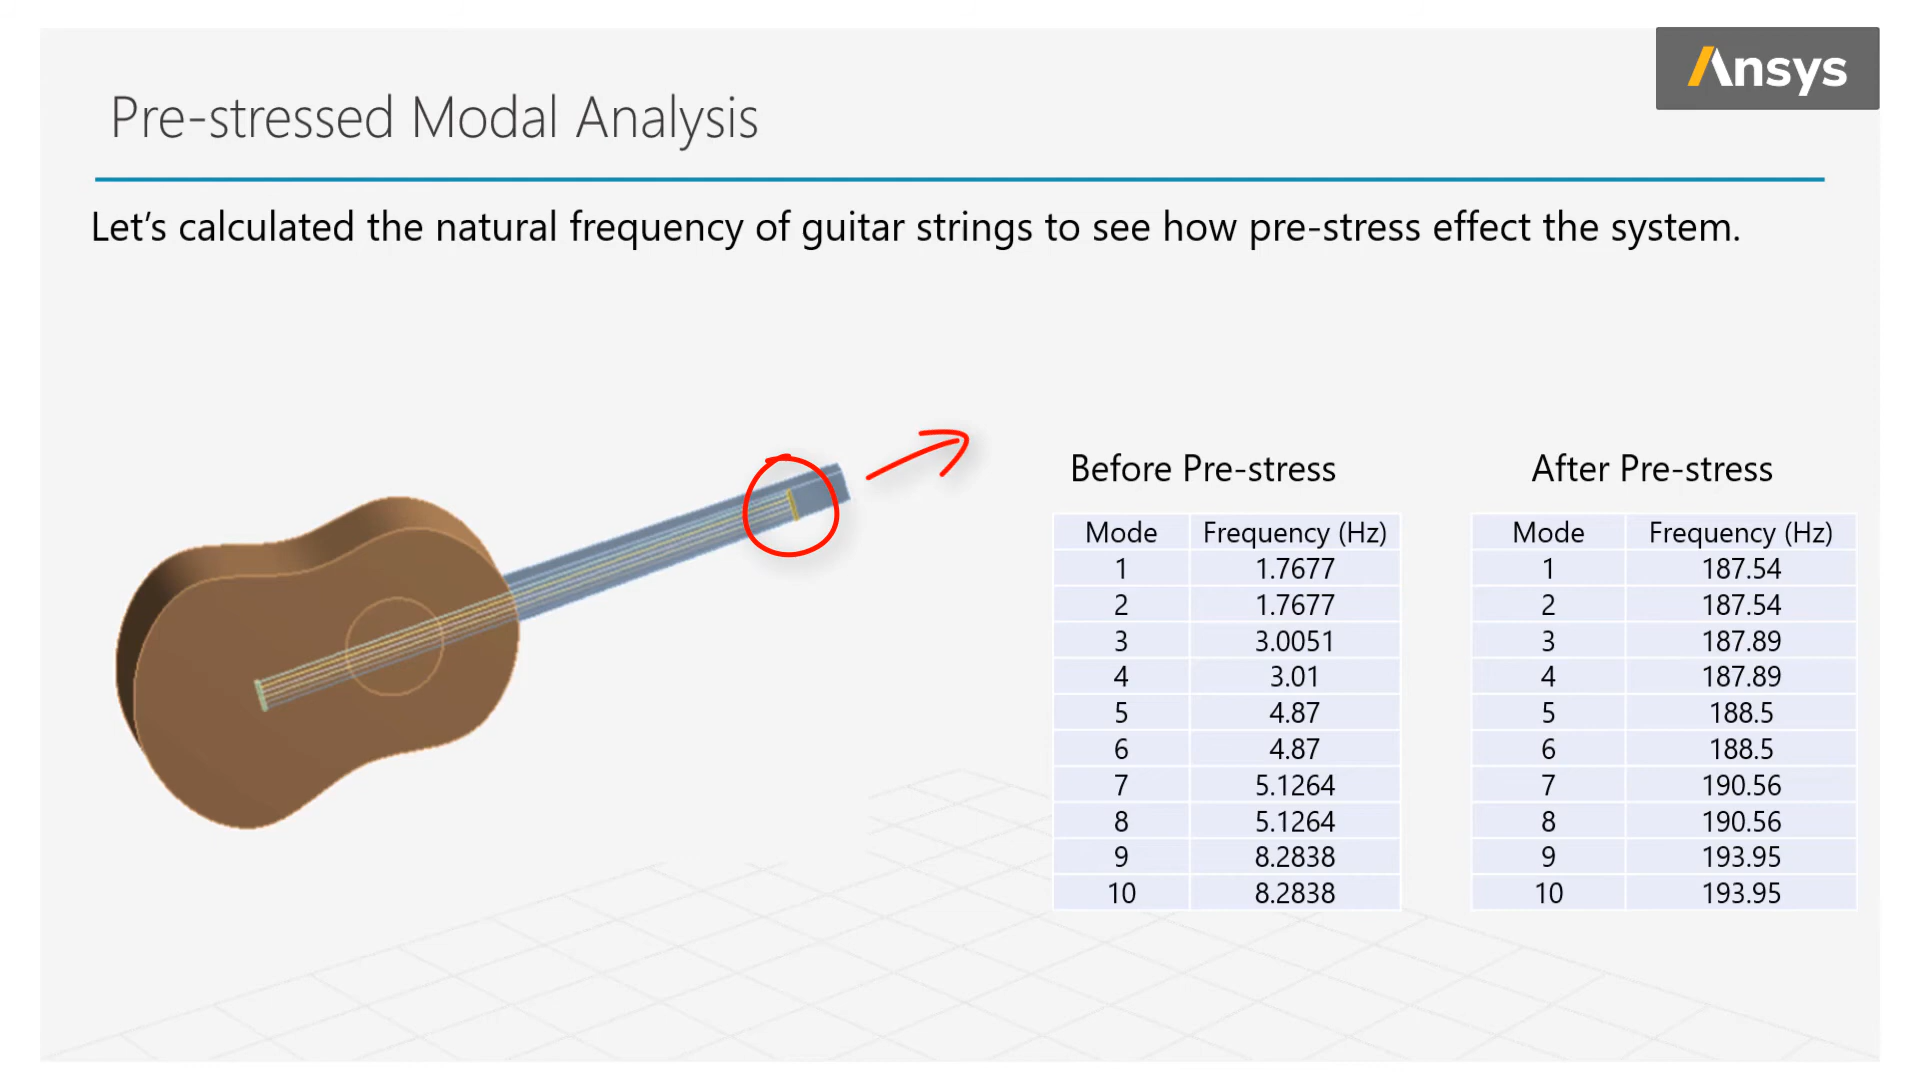 Ansys
Pre-stressed Modal Analysis
Let's calculated the natural frequency of guitar strings to see how pre-stress effect the system.
Before Pre-stress
Mode Frequency (Hz)
1 1.7677
2 1.7677
3 3.0051
4 3.01
5 4.87
6 4.87
7 5.1264
8 5.1264
9 8.2838
10 8.2838
After Pre-stress
Mode Frequency (Hz)
1 187.54
2 187.54
3 187.89
4 187.89
5 188.5
6 188.5
7 190.56
8 190.56
9 193.95
10 193.95